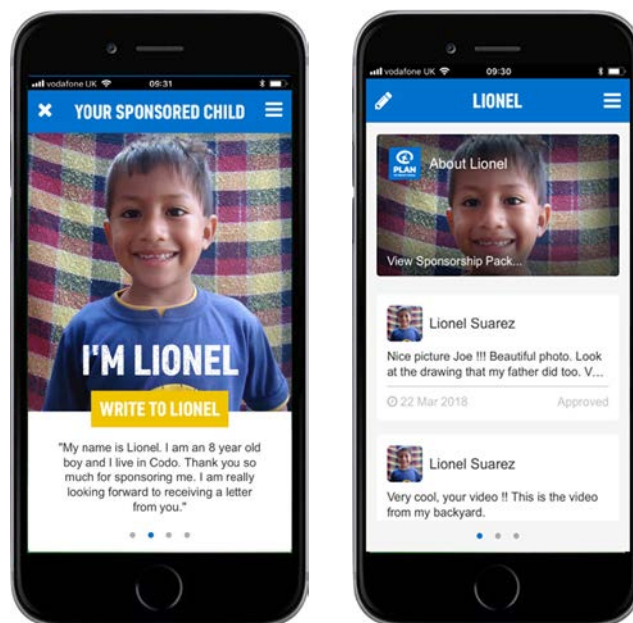 vodafone UK 09:31
YOUR SPONSORED CHILD
I'M LIONEL
WRITE TO LIONEL
"My name is Lionel. I am an 8 year old
boy and I live in Codo. Thank you so
much for sponsoring me. I am really
looking forward to receiving a letter
from you."
vodafone UK 09:30
LIONEL
PLAN
About Lionel
View Sponsorship Pack...
Lionel Suarez
Nice picture Joe !!! Beautiful photo. Look
at the drawing that my father did too. V...
22 Mar 2018 Approved
Lionel Suarez
Very cool, your video !! This is the video
from my backyard.